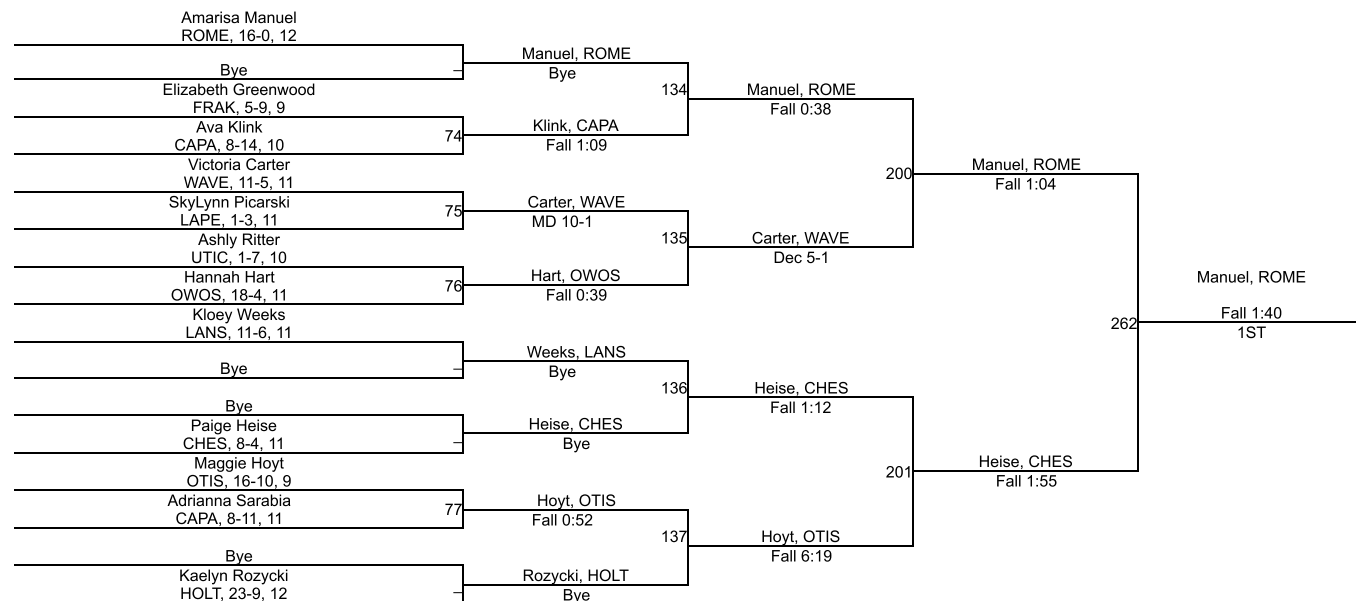 Amarisa Manuel
ROME, 16-0, 12
Bye
Elizabeth Greenwood
FRAK, 5-9, 9
Ava Klink
CAPA, 8-14, 10
Victoria Carter
WAVE, 11-5, 11
SkyLynn Picarski
LAPE, 1-3, 11
Ashly Ritter
UTIC, 1-7, 10
Hannah Hart
OWOS, 18-4, 11
Kloey Weeks
LANS, 11-6, 11
Bye
Bye
Paige Heise
CHES, 8-4, 11
Maggie Hoyt
OTIS, 16-10, 9
Adrianna Sarabia
CAPA, 8-11, 11
Bye
Kaelyn Rozycki
HOLT, 23-9, 12
–
74
75
76
–
–
77
–
Manuel, ROME
Bye
Klink, CAPA
Fall 1:09
Carter, WAVE
MD 10-1
Hart, OWOS
Fall 0:39
Weeks, LANS
Bye
Heise, CHES
Bye
Hoyt, OTIS
Fall 0:52
Rozycki, HOLT
Bye
134
135
136
137
Manuel, ROME
Fall 0:38
Carter, WAVE
Dec 5-1
Heise, CHES
Fall 1:12
Hoyt, OTIS
Fall 6:19
200
201
Manuel, ROME
Fall 1:04
Heise, CHES
Fall 1:55
262
Manuel, ROME
Fall 1:40
1ST